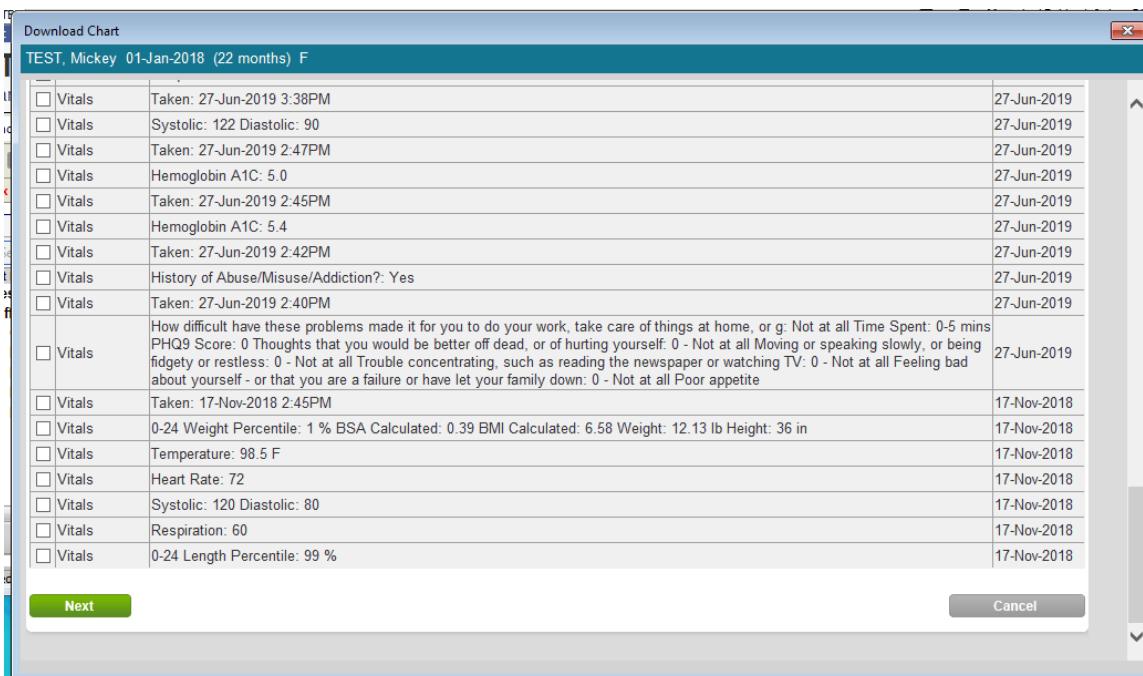 Download Chart
TEST, Mickey 01-Jan-2018 (22 months) F
Vitals Taken: 27-Jun-2019 3:38PM 27-Jun-2019
Vitals Systolic: 122 Diastolic: 90 27-Jun-2019
Vitals Taken: 27-Jun-2019 2:47PM 27-Jun-2019
Vitals Hemoglobin A1C: 5.0 27-Jun-2019
Vitals Taken: 27-Jun-2019 2:45PM 27-Jun-2019
Vitals Hemoglobin A1C: 5.4 27-Jun-2019
Vitals Taken: 27-Jun-2019 2:42PM 27-Jun-2019
Vitals History of Abuse/Misuse/Addiction?: Yes 27-Jun-2019
Vitals Taken: 27-Jun-2019 2:40PM 27-Jun-2019
How difficult have these problems made it for you to do your work, take care of things at home, or g: Not at all Time Spent: 0-5 mins
PHQ9 Score: 0 Thoughts that you would be better off dead, or of hurting yourself: 0 - Not at all Moving or speaking slowly, or being
Vitals fidgety or restless: 0 - Not at all Trouble concentrating, such as reading the newspaper or watching TV: 0 - Not at all Feeling bad 27-Jun-2019
about yourself - or that you are a failure or have let your family down: 0 - Not at all Poor appetite
Vitals Taken: 17-Nov-2018 2:45PM 17-Nov-2018
Vitals 0-24 Weight Percentile: 1 % BSA Calculated: 0.39 BMI Calculated: 6.58 Weight: 12.13 lb Height: 36 in 17-Nov-2018
Vitals Temperature: 98.5 F 17-Nov-2018
Vitals Heart Rate: 72 17-Nov-2018
Vitals Systolic: 120 Diastolic: 80 17-Nov-2018
Vitals Respiration: 60 17-Nov-2018
Vitals 0-24 Length Percentile: 99 % 17-Nov-2018
Next Cancel